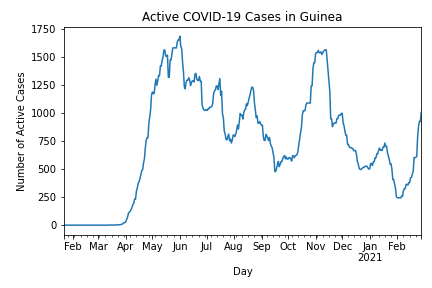 Active COVID-19 Cases in Guinea
Number of Active Cases
1750
1500
1250
1000
750
500
250
0
Feb Mar Apr May Jun Jul Aug Sep Oct Nov Dec Jan Feb
2021
Day